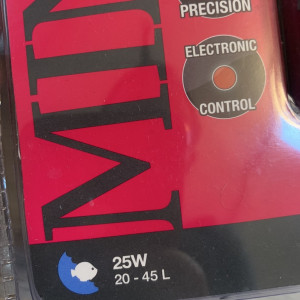 PRECISION
ELECTRONIC
CONTROL
MIN
25W
20 - 45 L